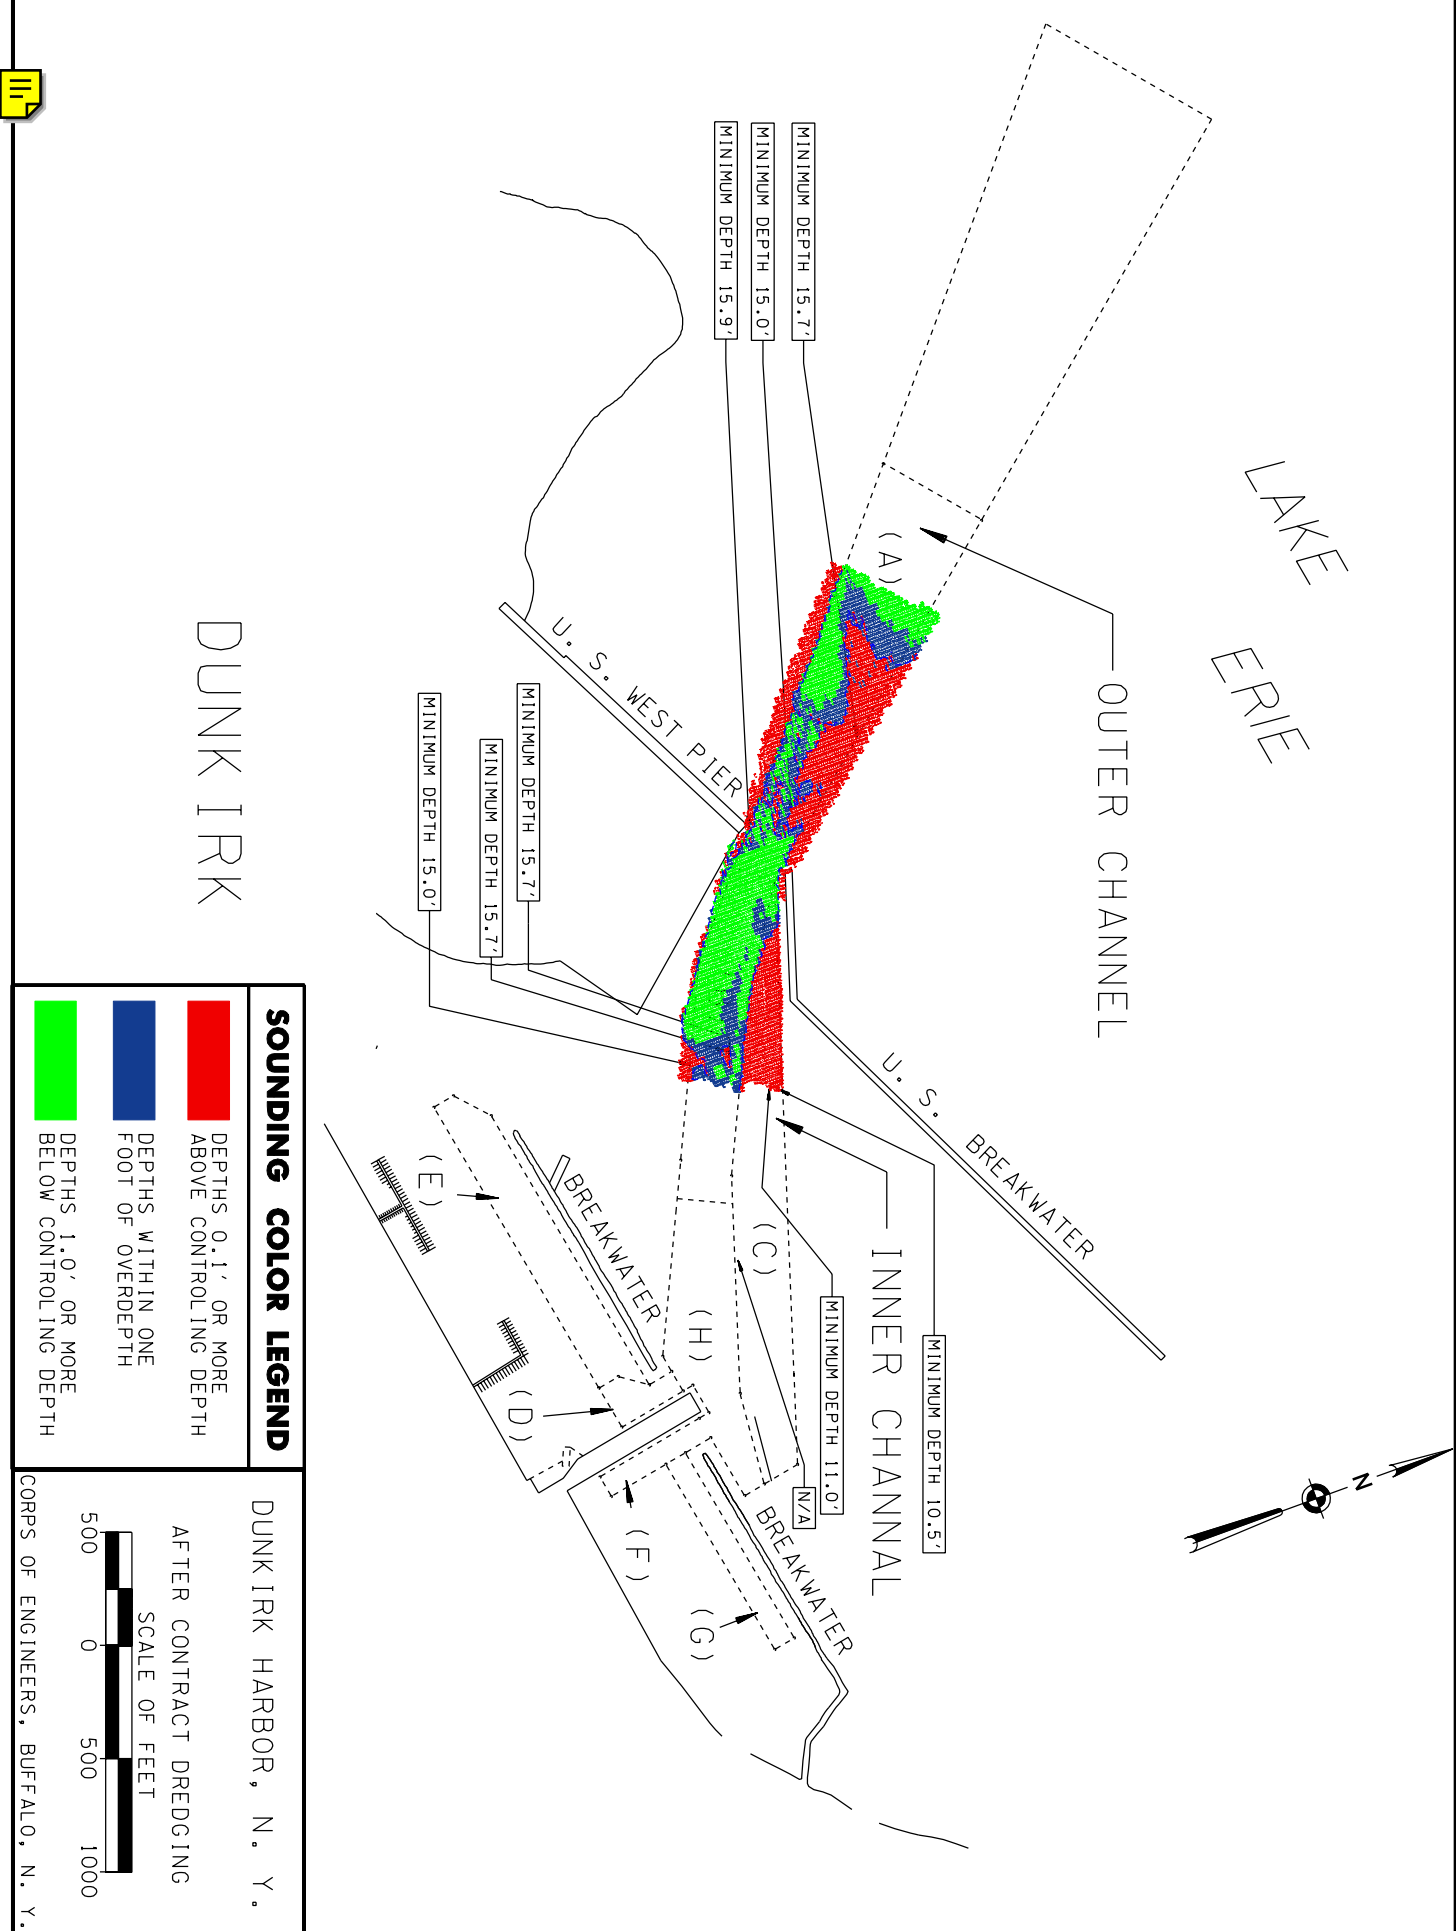 LAKE ERIE
OUTER CHANNEL
MINIMUM DEPTH 15.7'
MINIMUM DEPTH 15.0'
MINIMUM DEPTH 15.9'
(A)
U. S. WEST PIER
U. S. BREAKWATER
INNER CHANNAL
MINIMUM DEPTH 10.5'
MINIMUM DEPTH 11.0'
N/A
(C)
(H)
BREAKWATER
BREAKWATER
(E)
(D)
(F)
(G)
MINIMUM DEPTH 15.7'
MINIMUM DEPTH 15.7'
MINIMUM DEPTH 15.0'
DUNKIRK
N
SOUNDING COLOR LEGEND
DEPTHS 0.1' OR MORE
ABOVE CONTROLING DEPTH
DEPTHS WITHIN ONE
FOOT OF OVERDEPTH
DEPTHS 1.0' OR MORE
BELOW CONTROLING DEPTH
DUNKIRK HARBOR, N. Y.
AFTER CONTRACT DREDGING
SCALE OF FEET
500 0 500 1000
CORPS OF ENGINEERS, BUFFALO, N. Y.